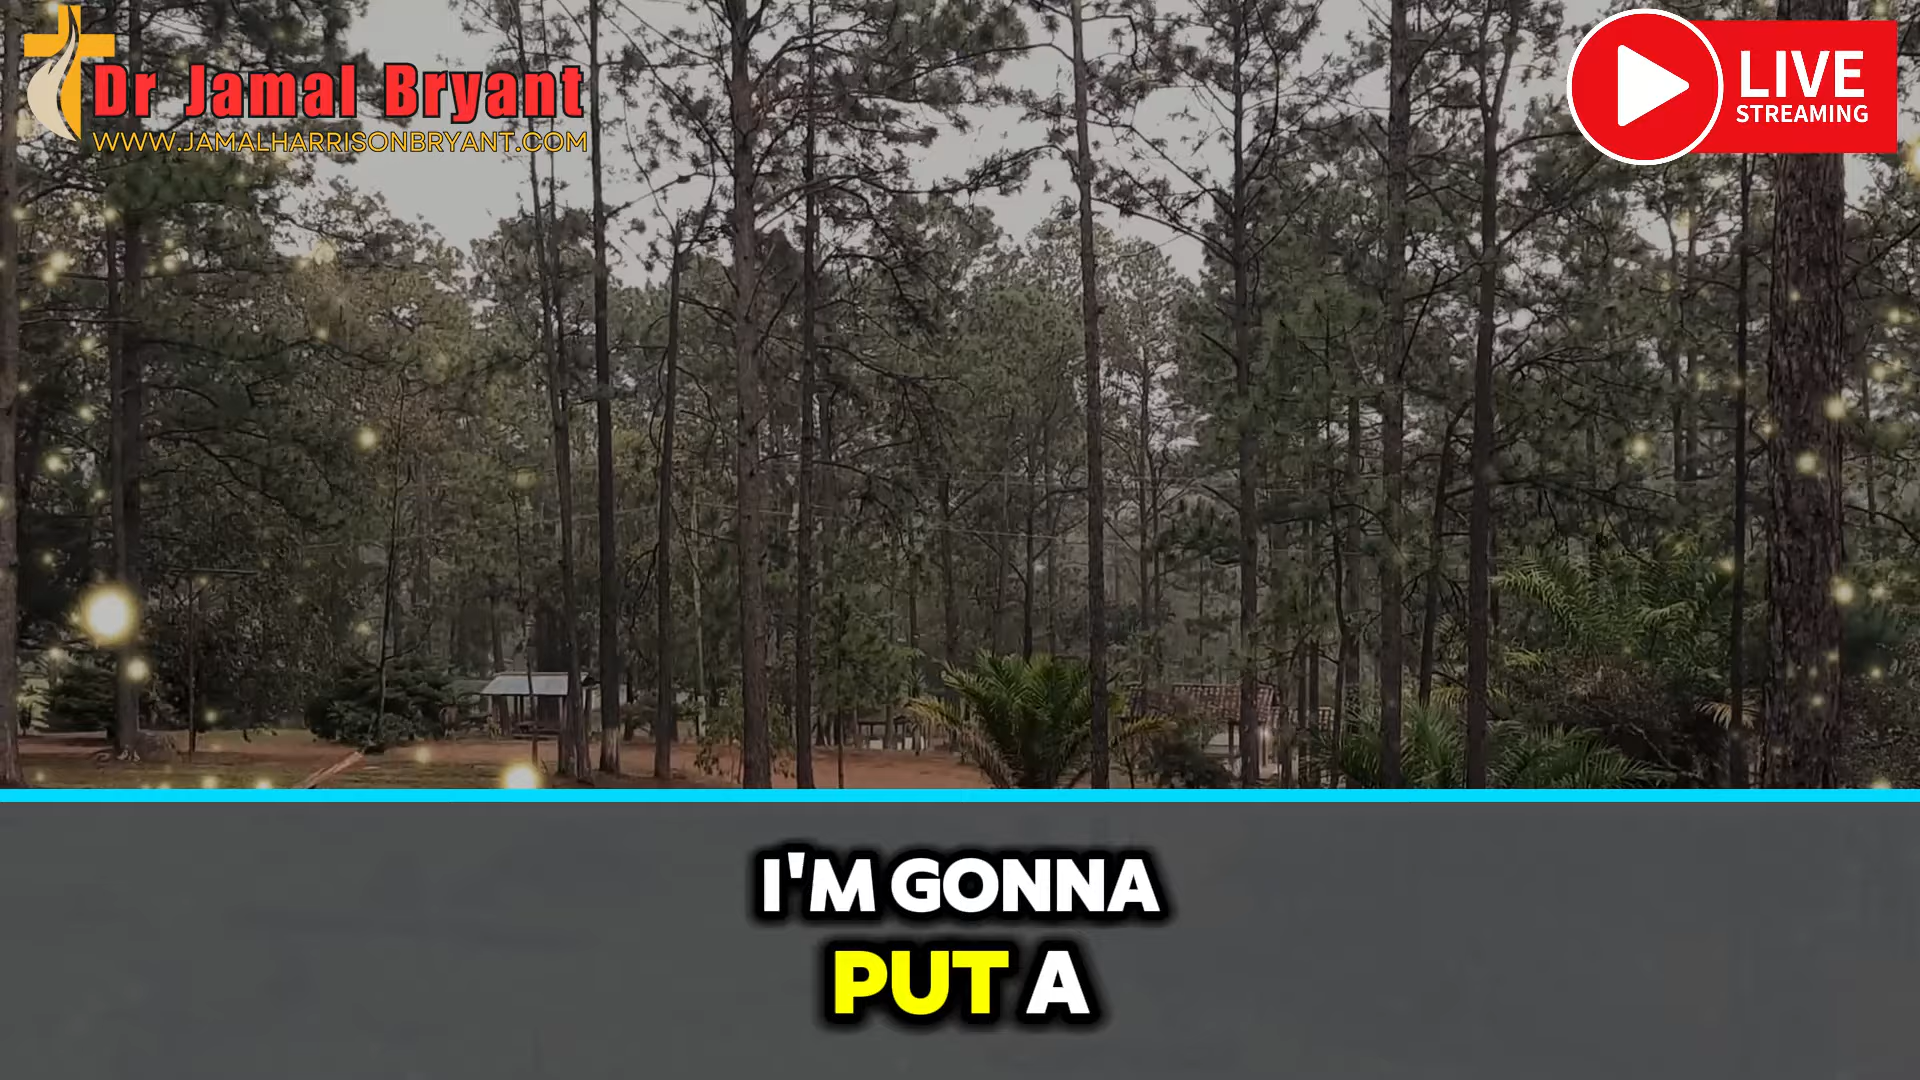 Dr Jamal Bryant
WWW.JAMALHARRISONBRYANT.COM
LIVE
STREAMING
I'M GONNA
PUT A